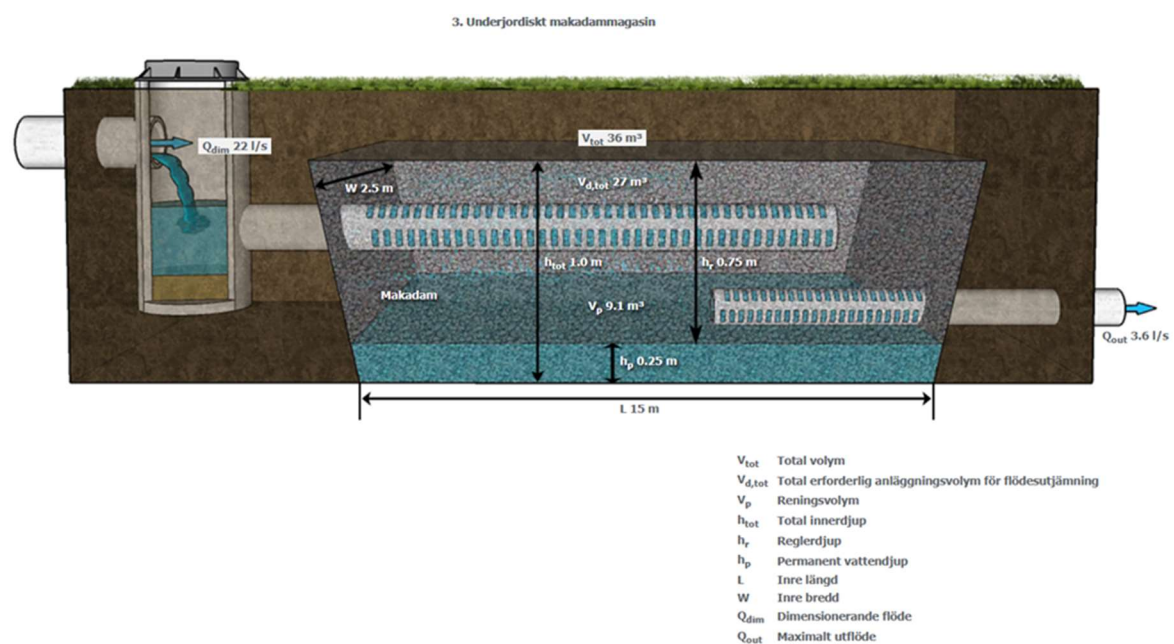 3. Underjordiskt makadammagasin
V_tot 36 m³
Q_dim 22 l/s
W 2.5 m
V_d,tot 27 m³
h_tot 1.0 m
h_r 0.75 m
Makadam
V_p 9.1 m³
Q_out 3.6 l/s
h_p 0.25 m
L 15 m
V_tot Total volym
V_d,tot Total erforderlig anläggningsvolym för flödesutjämning
V_p Reningsvolym
h_tot Total innerdjup
h_r Reglerdjup
h_p Permanent vattendjup
L Inre längd
W Inre bredd
Q_dim Dimensionerande flöde
Q_out Maximalt utflöde